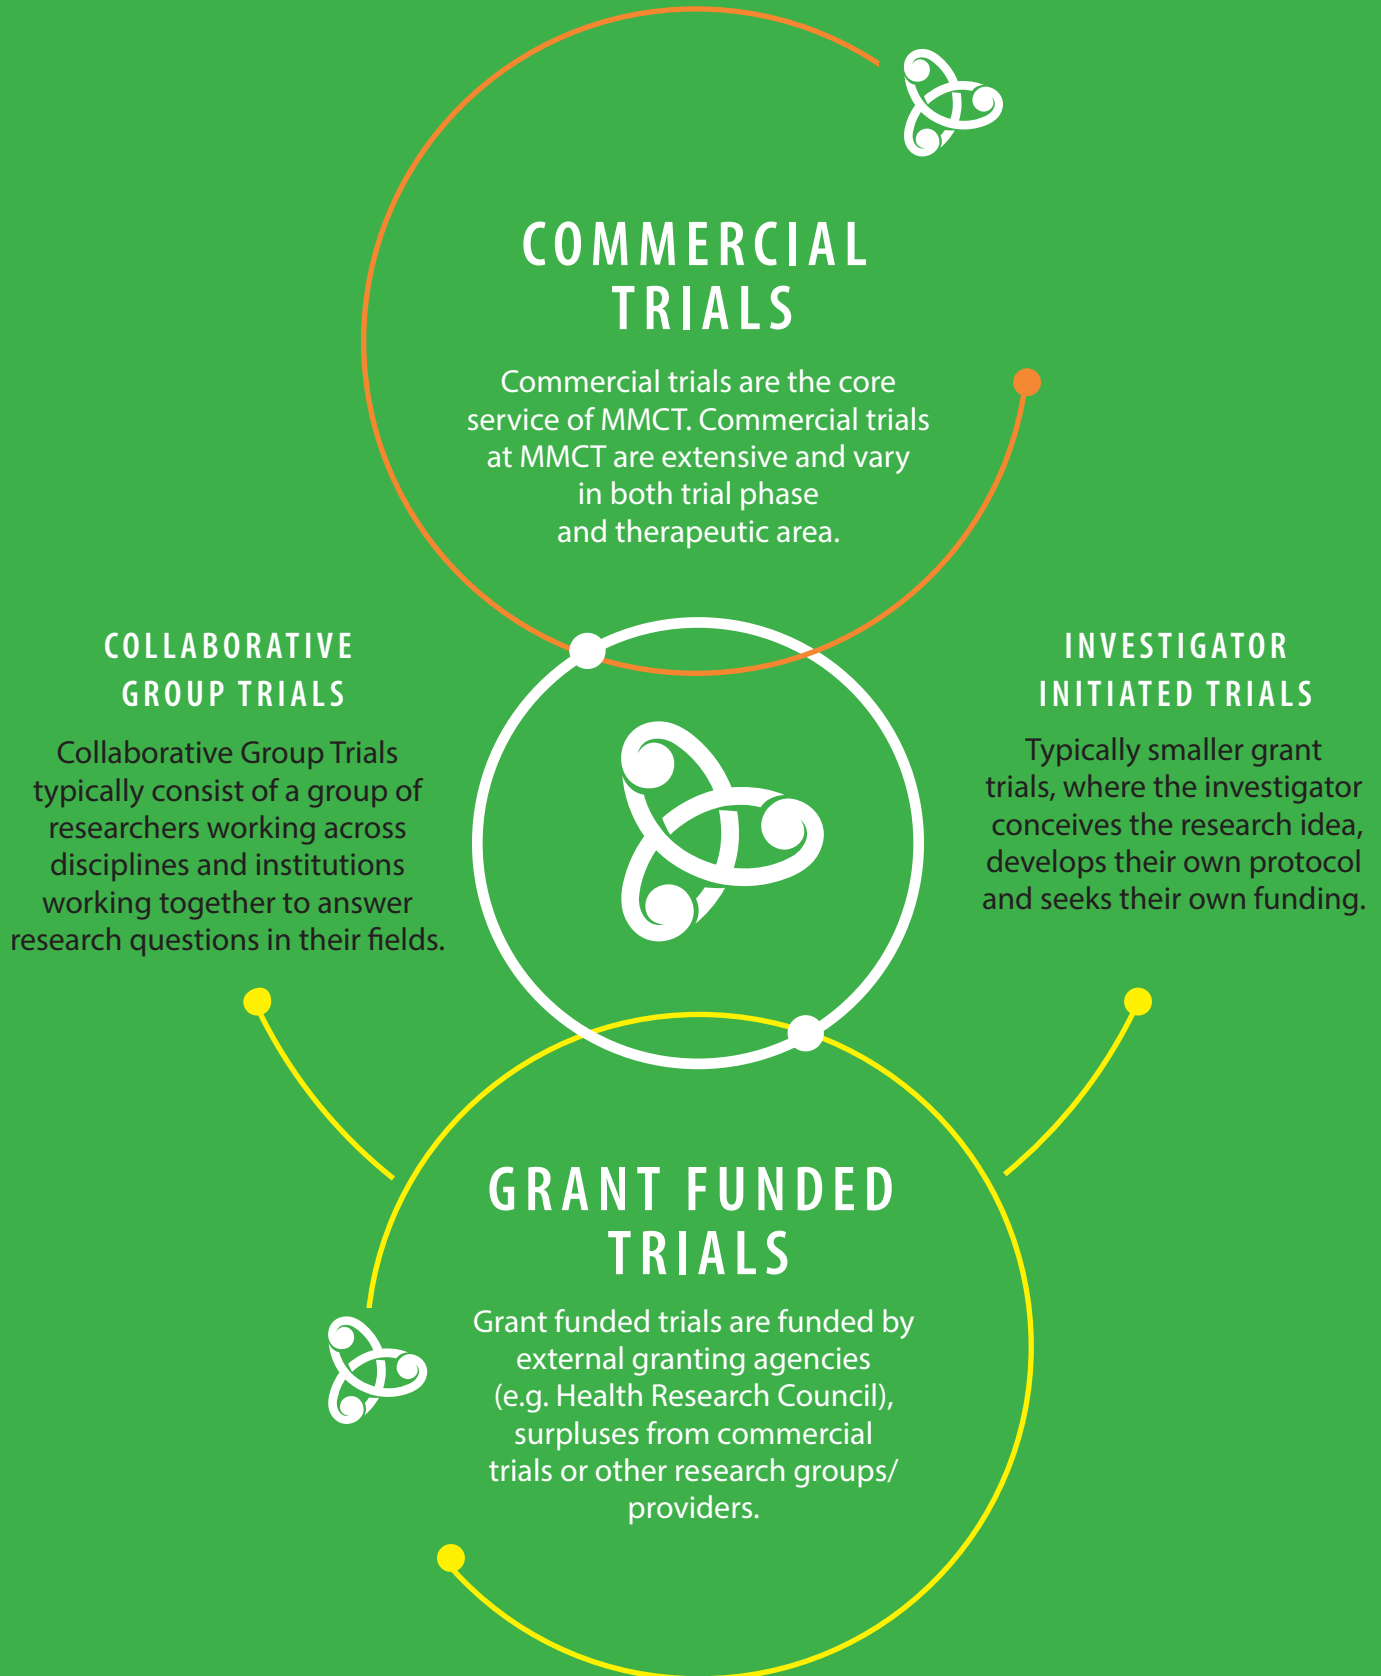 COMMERCIAL
TRIALS
Commercial trials are the core
service of MMCT. Commercial trials
at MMCT are extensive and vary
in both trial phase
and therapeutic area.
COLLABORATIVE
GROUP TRIALS
Collaborative Group Trials
typically consist of a group of
researchers working across
disciplines and institutions
working together to answer
research questions in their fields.
INVESTIGATOR
INITIATED TRIALS
Typically smaller grant
trials, where the investigator
conceives the research idea,
develops their own protocol
and seeks their own funding.
GRANT FUNDED
TRIALS
Grant funded trials are funded by
external granting agencies
(e.g. Health Research Council),
surpluses from commercial
trials or other research groups/
providers.